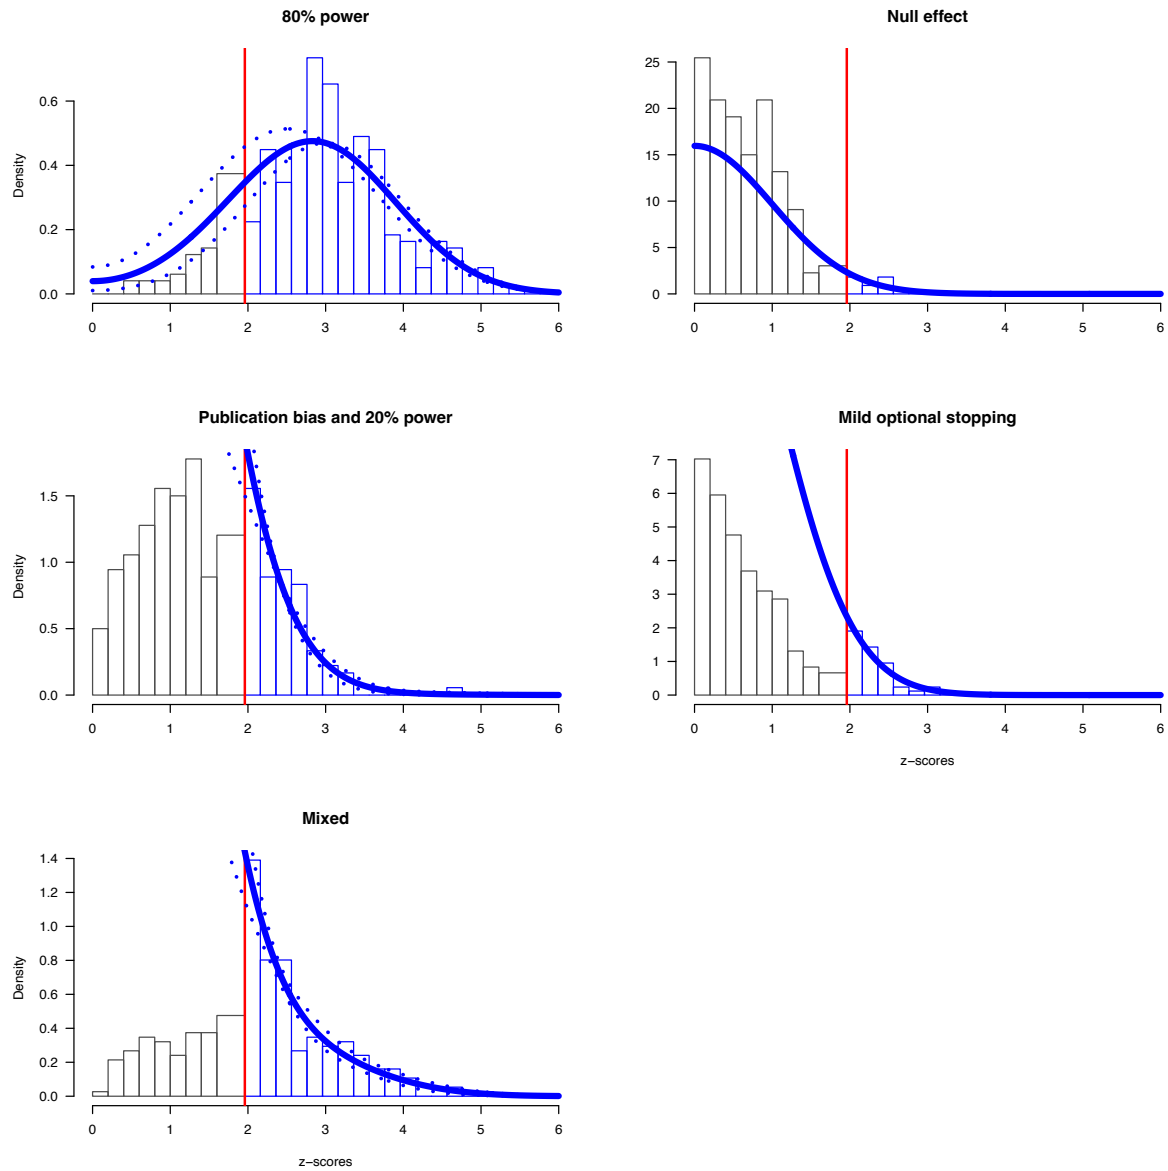 80% power
Density
0.6
0.4
0.2
0.0
0 1 2 3 4 5 6
Null effect
25
20
15
10
5
0
0 1 2 3 4 5 6
Publication bias and 20% power
Density
1.5
1.0
0.5
0.0
0 1 2 3 4 5 6
Mild optional stopping
7
6
5
4
3
2
1
0
0 1 2 3 4 5 6
z−scores
Mixed
Density
1.4
1.2
1.0
0.8
0.6
0.4
0.2
0.0
0 1 2 3 4 5 6
z−scores